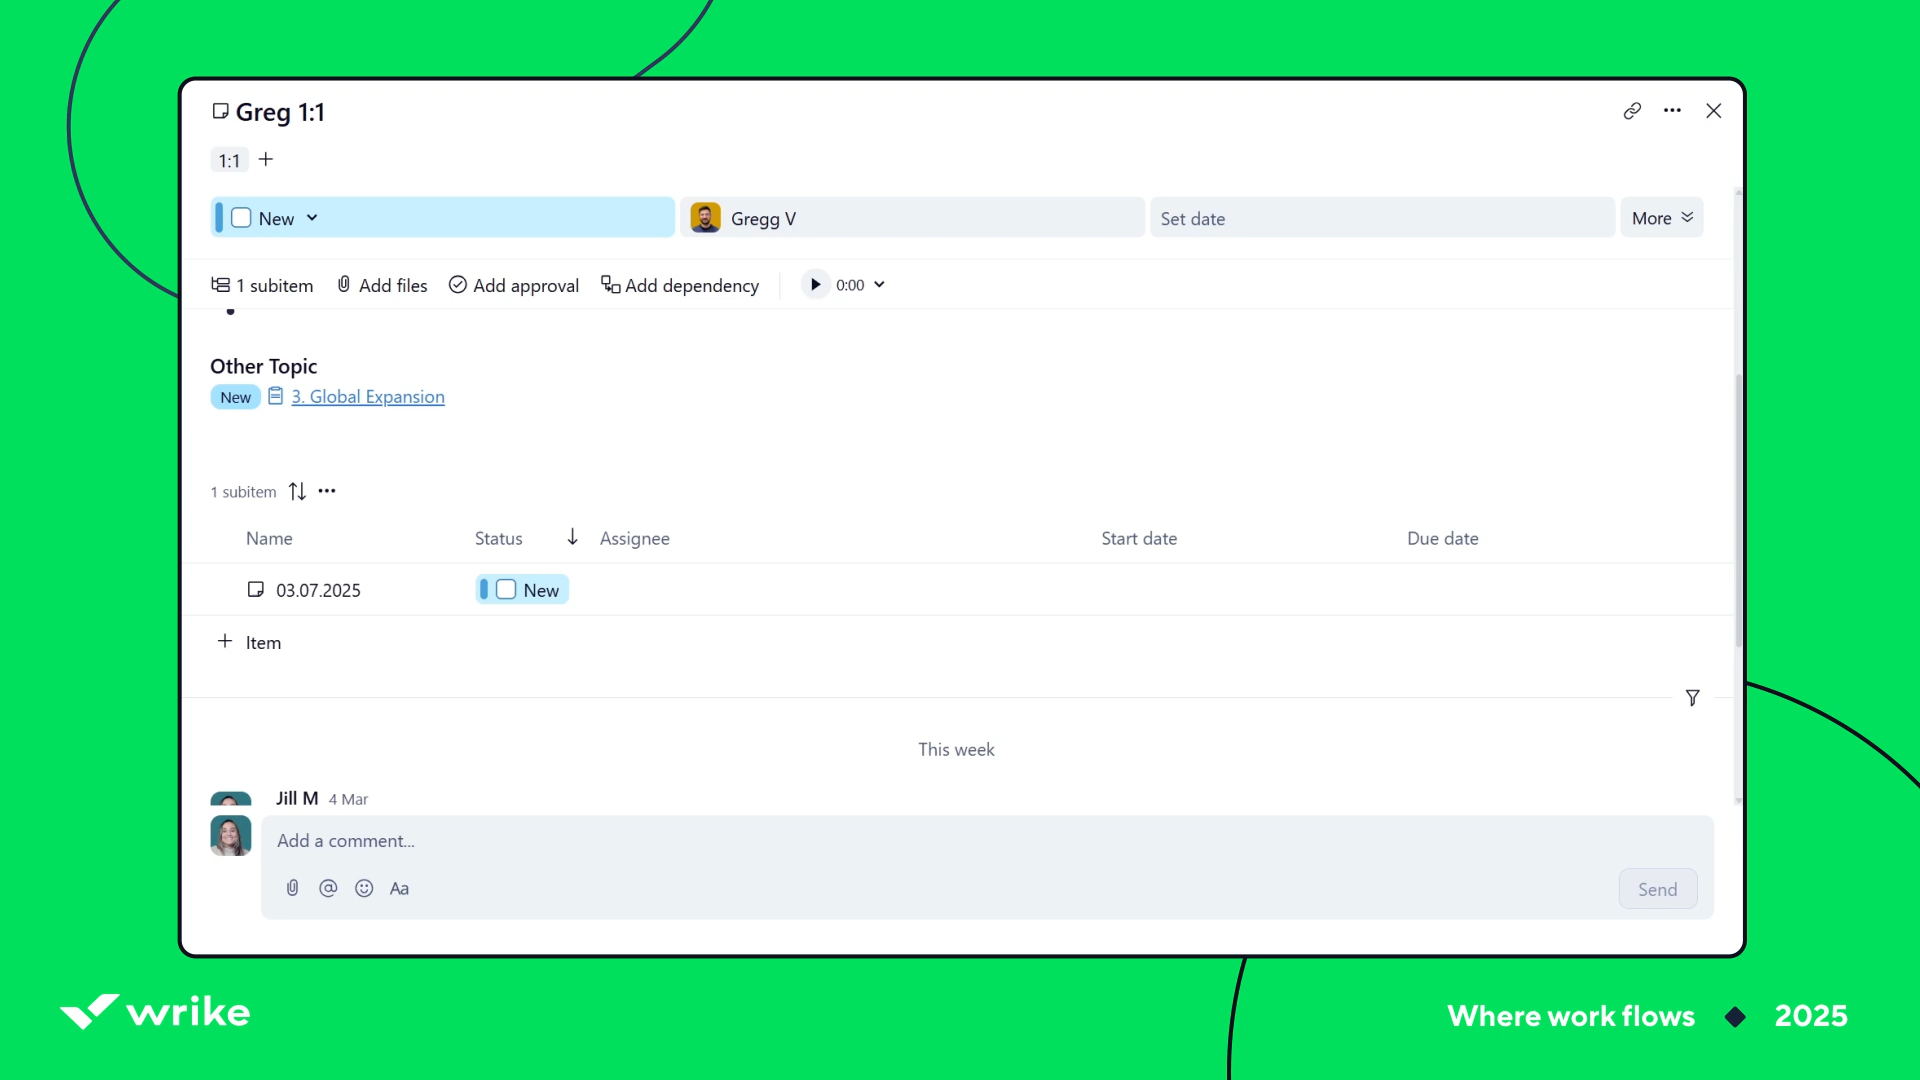 Greg 1:1
1:1
New
Gregg V
Set date
More
1 subitem
Add files
Add approval
Add dependency
0:00
Other Topic
New 3. Global Expansion
1 subitem
Name Status Assignee Start date Due date
03.07.2025 New
Item
This week
Jill M 4 Mar
Add a comment...
Aa
Send
wrike
Where work flows 2025